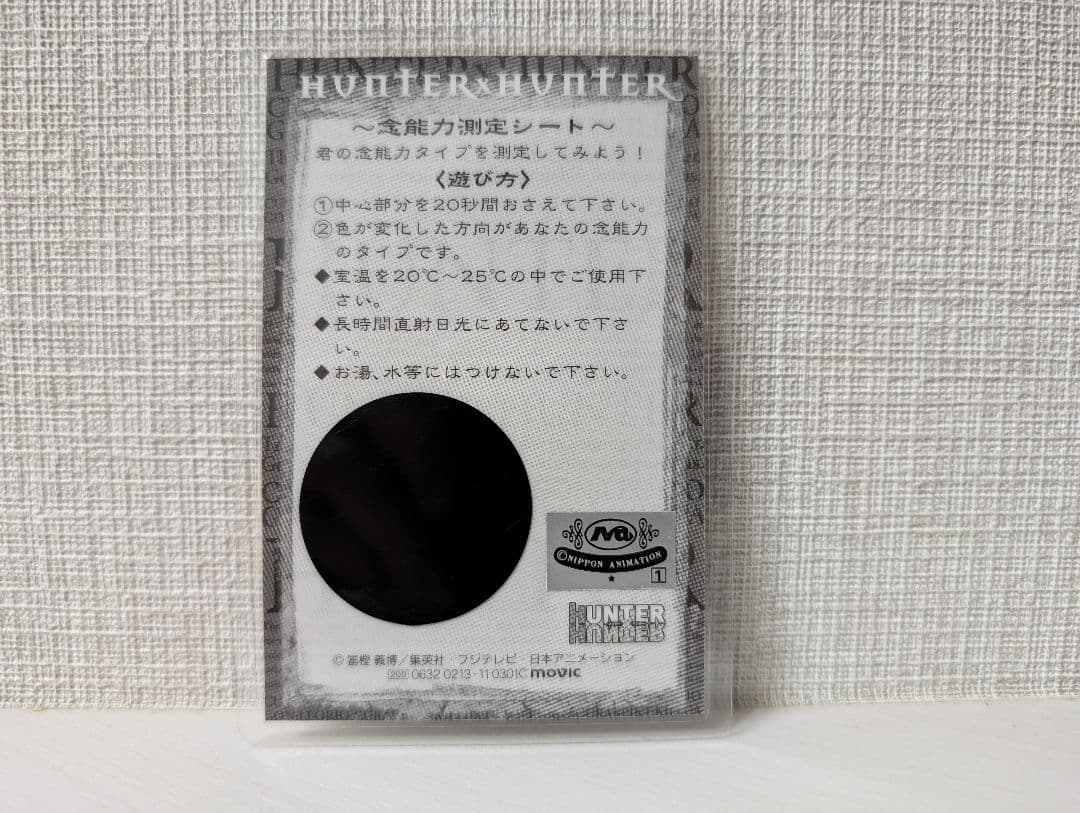 HUNTER×HUNTER
～念能力測定シート～
君の念能力タイプを測定してみよう！
〈遊び方〉
①中心部分を20秒間おさえて下さい。
②色が変化した方向があなたの念能力
のタイプです。
◆室温を20℃～25℃の中でご使用下
さい。
◆長時間直射日光にあてないで下さ
い。
◆お湯、水等にはつけないで下さい。
©NIPPON ANIMATION
1
HUNTER
HUNTER
©冨樫義博／集英社・フジテレビ・日本アニメーション
200 0632 0213-11 0301C movic